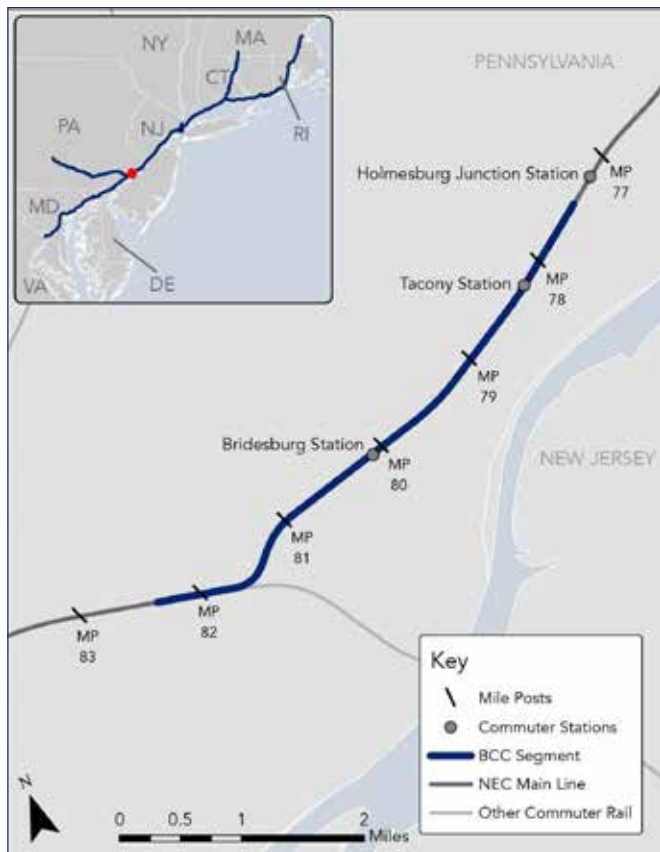 NY
MA
CT
PA
NJ
RI
MD
DE
VA
PENNSYLVANIA
Holmesburg Junction Station
MP
77
Tacony Station
MP
78
MP
79
Bridesburg Station
MP
80
NEW JERSEY
MP
81
MP
82
MP
83
Key
Mile Posts
Commuter Stations
BCC Segment
NEC Main Line
Other Commuter Rail
N
0 0.5 1 2
Miles